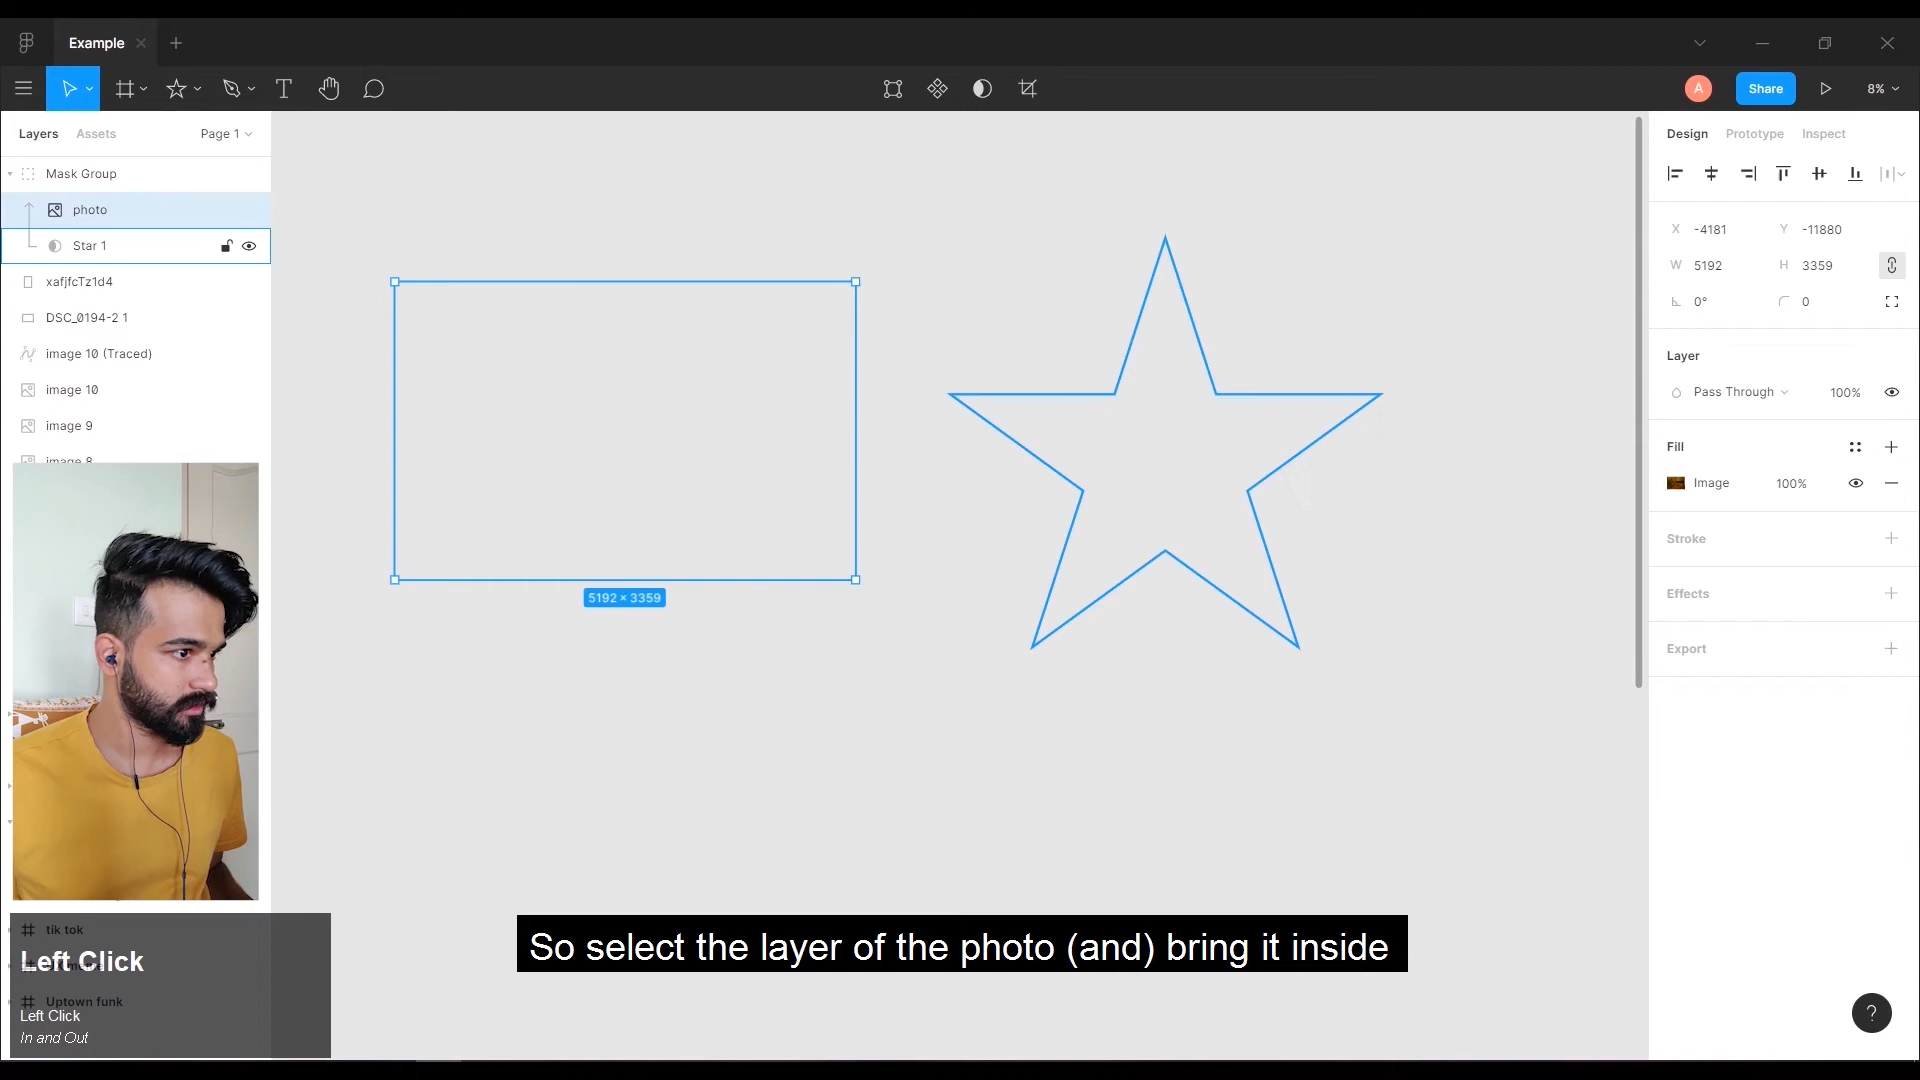 Example
Share
8%
Layers
Assets
Page 1
Design
Prototype
Inspect
Mask Group
photo
Star 1
xafjfcTz1d4
DSC_0194-2 1
image 10 (Traced)
image 10
image 9
image 8
X -4181
Y -11880
W 5192
H 3359
0°
0
Layer
Pass Through
100%
Fill
Image
100%
Stroke
Effects
Export
5192 × 3359
So select the layer of the photo (and) bring it inside
tik tok
Left Click
Uptown funk
Left Click
In and Out
?
A